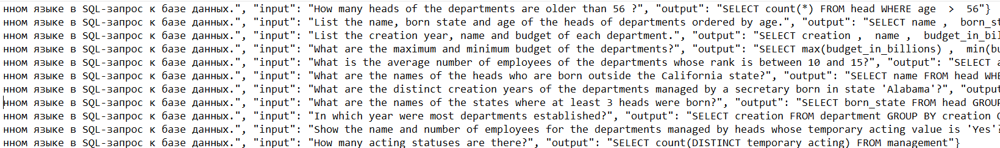 нном языке в SQL-запрос к базе данных.", "input": "How many heads of the departments are older than 56 ?", "output": "SELECT count(*) FROM head WHERE age  >  56"}
нном языке в SQL-запрос к базе данных.", "input": "List the name, born state and age of the heads of departments ordered by age.", "output": "SELECT name ,  born_st
нном языке в SQL-запрос к базе данных.", "input": "List the creation year, name and budget of each department.", "output": "SELECT creation ,  name ,  budget_in_bil
нном языке в SQL-запрос к базе данных.", "input": "What are the maximum and minimum budget of the departments?", "output": "SELECT max(budget_in_billions) ,  min(bu
нном языке в SQL-запрос к базе данных.", "input": "What is the average number of employees of the departments whose rank is between 10 and 15?", "output": "SELECT a
нном языке в SQL-запрос к базе данных.", "input": "What are the names of the heads who are born outside the California state?", "output": "SELECT name FROM head WHE
нном языке в SQL-запрос к базе данных.", "input": "What are the distinct creation years of the departments managed by a secretary born in state 'Alabama'?", "output
нном языке в SQL-запрос к базе данных.", "input": "What are the names of the states where at least 3 heads were born?", "output": "SELECT born_state FROM head GROUP
нном языке в SQL-запрос к базе данных.", "input": "In which year were most departments established?", "output": "SELECT creation FROM department GROUP BY creation O
нном языке в SQL-запрос к базе данных.", "input": "Show the name and number of employees for the departments managed by heads whose temporary acting value is 'Yes'?
нном языке в SQL-запрос к базе данных.", "input": "How many acting statuses are there?", "output": "SELECT count(DISTINCT temporary_acting) FROM management"}